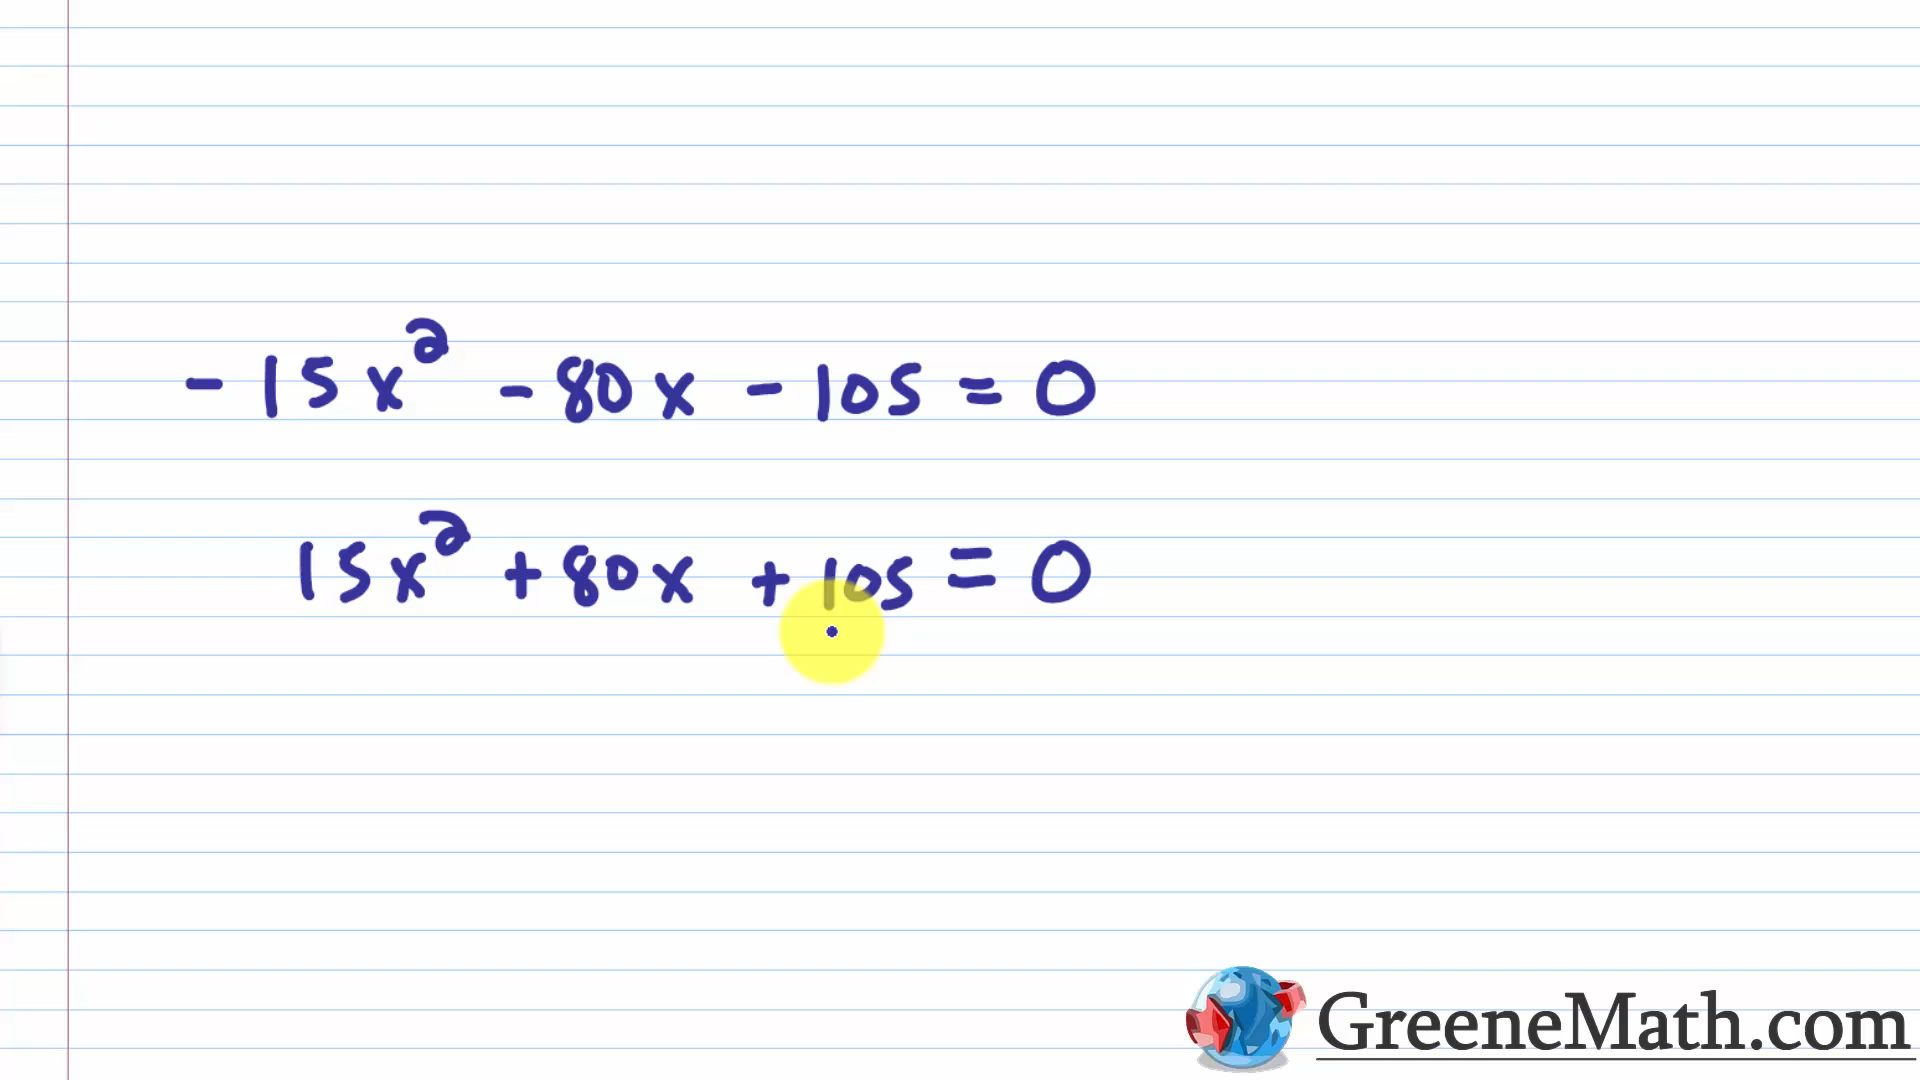 -15x² - 80x - 105 = 0
15x² + 80x + 105 = 0
GreeneMath.com